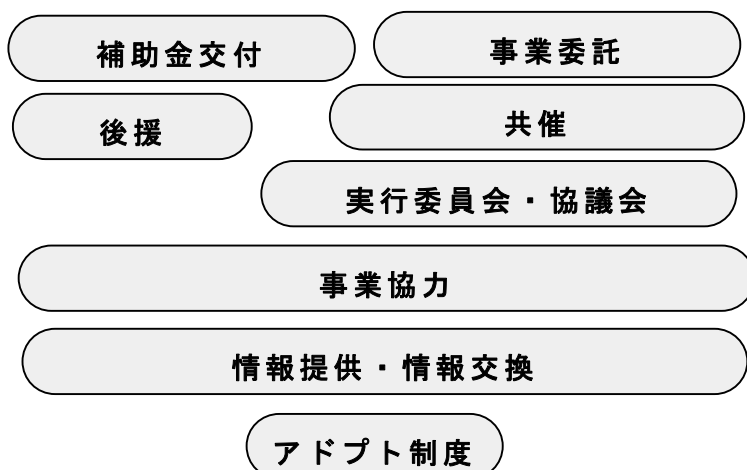 補助金交付
事業委託
後援
共催
実行委員会・協議会
事業協力
情報提供・情報交換
アドプト制度